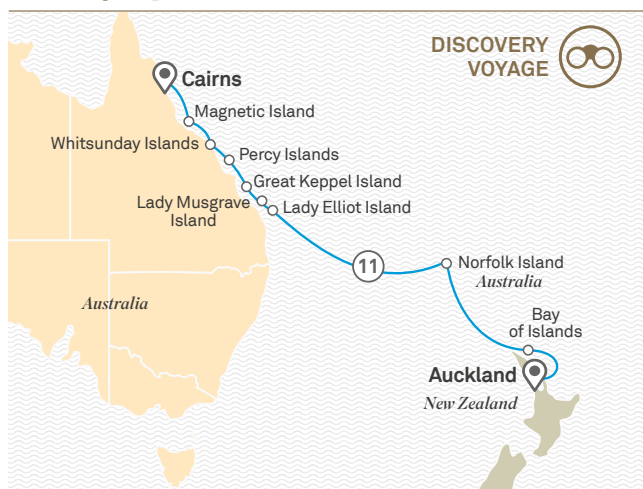 DISCOVERY
VOYAGE
Cairns
Magnetic Island
Whitsunday Islands
Percy Islands
Great Keppel Island
Lady Musgrave
Island
Lady Elliot Island
11
Norfolk Island
Australia
Australia
Bay
of Islands
Auckland
New Zealand